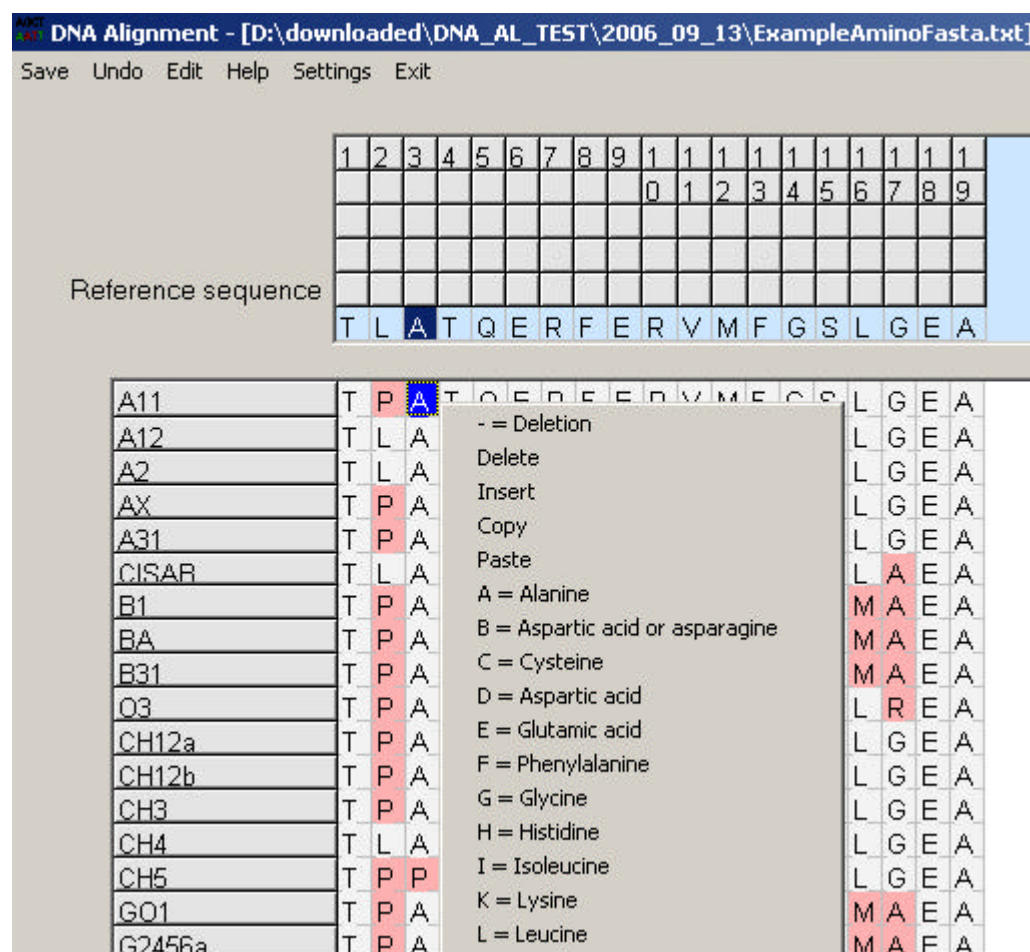 DNA Alignment - [D:\downloaded\DNA_AL_TEST\2006_09_13\ExampleAminoFasta.txt]
Save Undo Edit Help Settings Exit
1 2 3 4 5 6 7 8 9 1 1 1 1 1 1 1 1 1 1
0 1 2 3 4 5 6 7 8 9
Reference sequence
T L A T Q E R F E R V M F G S L G E A
A11 T P A T Q E R F E R V M F G S L G E A
- = Deletion
A12 T L A L G E A
Delete
A2 T L A L G E A
Insert
AX T P A L G E A
Copy
A31 T P A L G E A
Paste
CISAR T L A L A E A
A = Alanine
B1 T P A M A E A
B = Aspartic acid or asparagine
BA T P A M A E A
C = Cysteine
B31 T P A M A E A
D = Aspartic acid
O3 T P A L R E A
E = Glutamic acid
CH12a T P A L G E A
F = Phenylalanine
CH12b T P A L G E A
G = Glycine
CH3 T P A L G E A
H = Histidine
CH4 T L A L G E A
I = Isoleucine
CH5 T P P L G E A
K = Lysine
GO1 T P A M A E A
L = Leucine
G2456a T P A M A E A